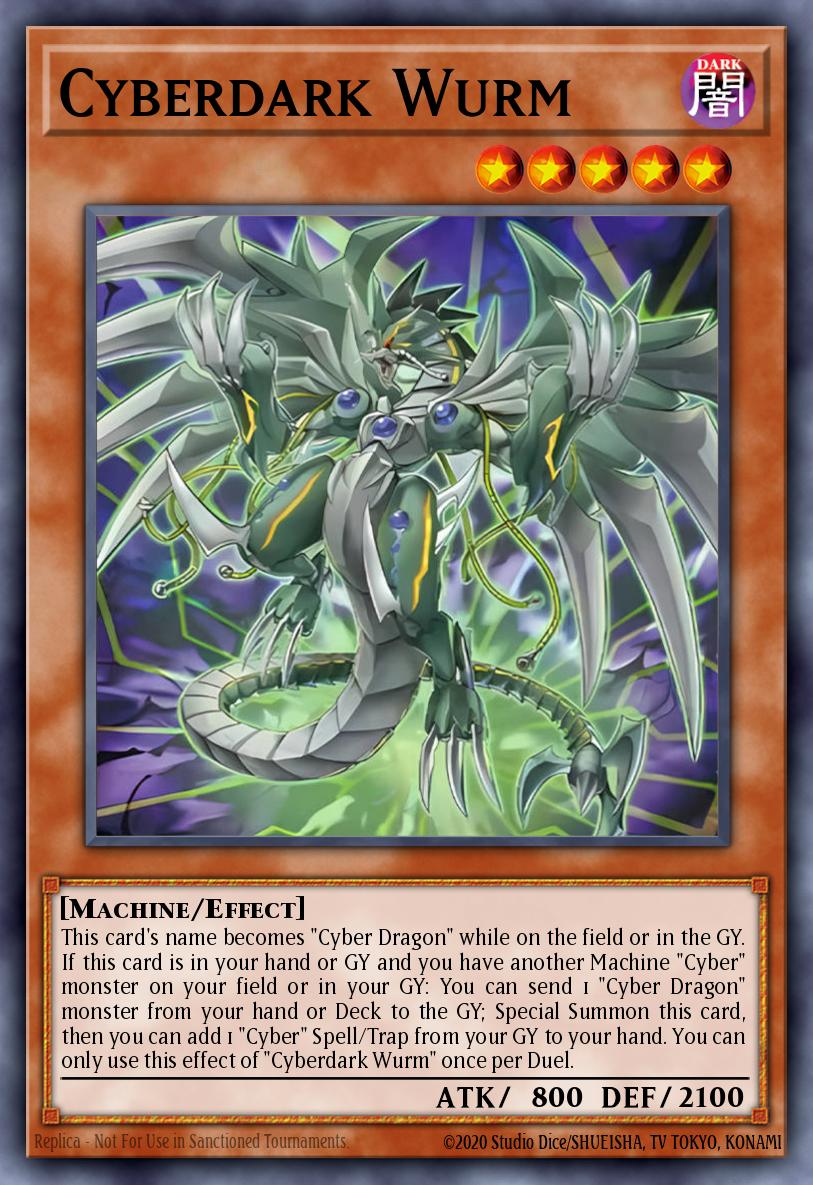 Cyberdark Wurm
DARK
闇
[Machine/Effect]
This card's name becomes "Cyber Dragon" while on the field or in the GY.
If this card is in your hand or GY and you have another Machine "Cyber"
monster on your field or in your GY: You can send 1 "Cyber Dragon"
monster from your hand or Deck to the GY; Special Summon this card,
then you can add 1 "Cyber" Spell/Trap from your GY to your hand. You can
only use this effect of "Cyberdark Wurm" once per Duel.
ATK/ 800 DEF/2100
Replica - Not For Use in Sanctioned Tournaments.
©2020 Studio Dice/SHUEISHA, TV TOKYO, KONAMI